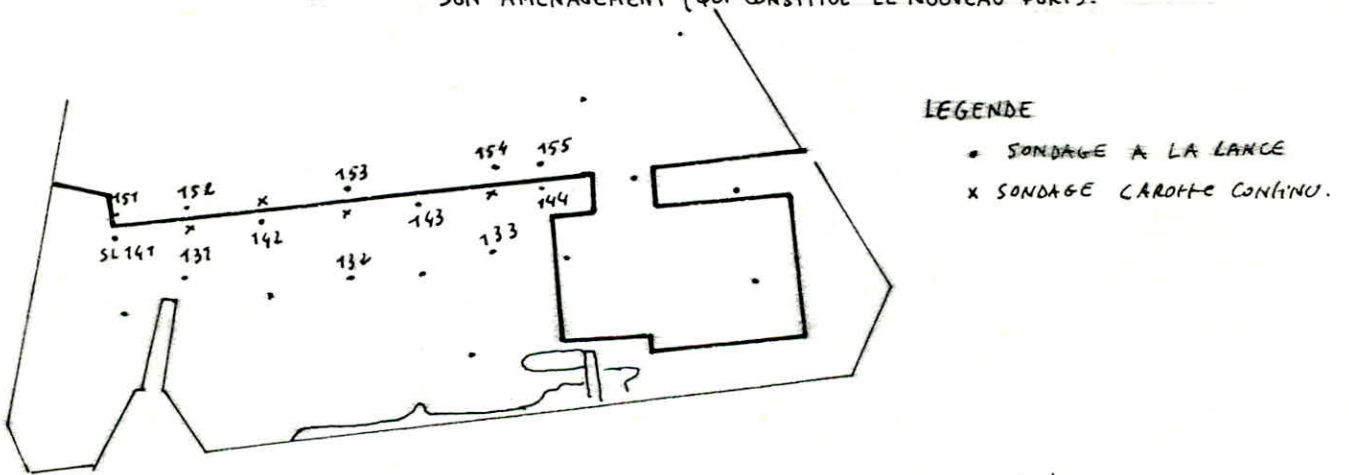 SON AMENAGEMENT (QUI CONSTITUE LE NOUVEAU PORT).
LEGENDE
• SONDAGE A LA LANCE
x SONDAGE CAROTTE CONTINU.
154 155
153
151 152
143 144
142
SL 141 131 133
132